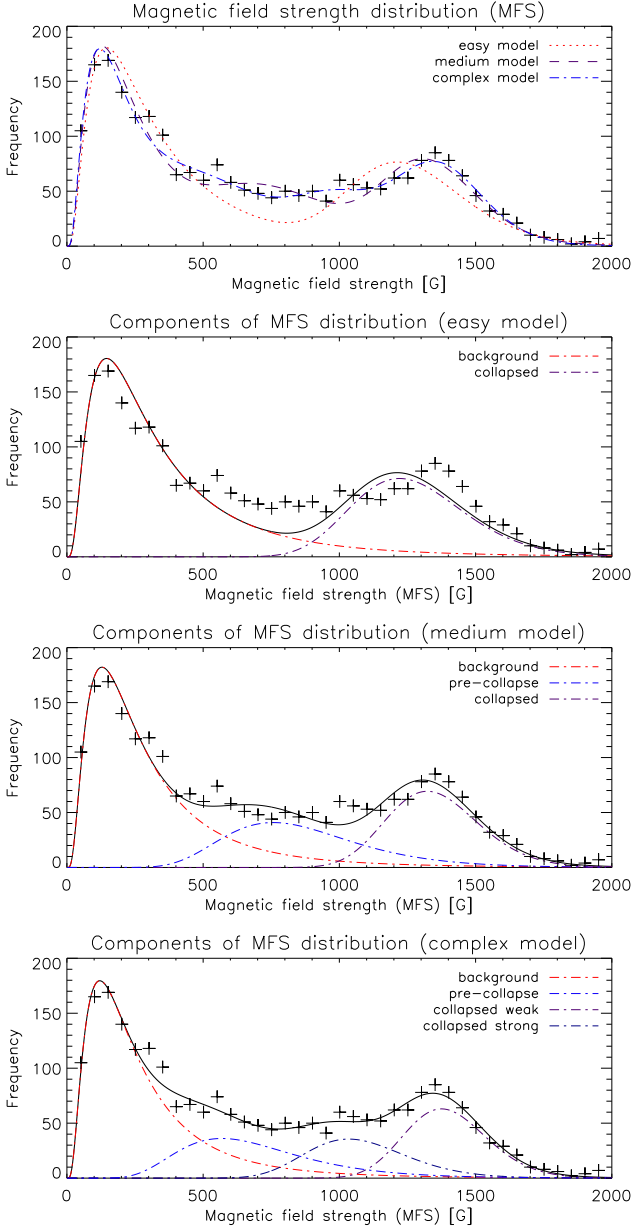 Magnetic field strength distribution (MFS)
200
150
100
50
0
Frequency
easy model
medium model
complex model
0 500 1000 1500 2000
Magnetic field strength [G]
Components of MFS distribution (easy model)
200
150
100
50
0
Frequency
background
collapsed
0 500 1000 1500 2000
Magnetic field strength (MFS) [G]
Components of MFS distribution (medium model)
200
150
100
50
0
Frequency
background
pre-collapse
collapsed
0 500 1000 1500 2000
Magnetic field strength (MFS) [G]
Components of MFS distribution (complex model)
200
150
100
50
0
Frequency
background
pre-collapse
collapsed weak
collapsed strong
0 500 1000 1500 2000
Magnetic field strength (MFS) [G]